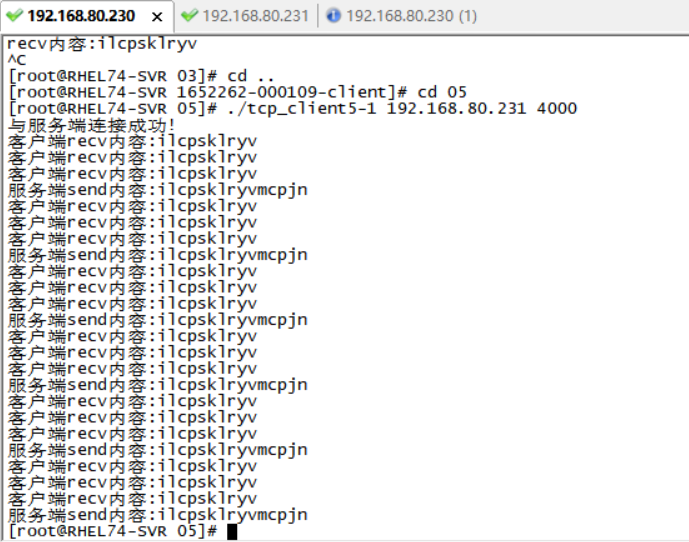 192.168.80.230 × 192.168.80.231 192.168.80.230 (1)
recv内容:ilcpsklryv
^C
[root@RHEL74-SVR 03]# cd ..
[root@RHEL74-SVR 1652262-000109-client]# cd 05
[root@RHEL74-SVR 05]# ./tcp_client5-1 192.168.80.231 4000
与服务端连接成功!
客户端recv内容:ilcpsklryv
客户端recv内容:ilcpsklryv
客户端recv内容:ilcpsklryv
服务端send内容:ilcpsklryvmcpjn
客户端recv内容:ilcpsklryv
客户端recv内容:ilcpsklryv
客户端recv内容:ilcpsklryv
服务端send内容:ilcpsklryvmcpjn
客户端recv内容:ilcpsklryv
客户端recv内容:ilcpsklryv
客户端recv内容:ilcpsklryv
服务端send内容:ilcpsklryvmcpjn
客户端recv内容:ilcpsklryv
客户端recv内容:ilcpsklryv
客户端recv内容:ilcpsklryv
服务端send内容:ilcpsklryvmcpjn
客户端recv内容:ilcpsklryv
客户端recv内容:ilcpsklryv
客户端recv内容:ilcpsklryv
服务端send内容:ilcpsklryvmcpjn
客户端recv内容:ilcpsklryv
客户端recv内容:ilcpsklryv
客户端recv内容:ilcpsklryv
服务端send内容:ilcpsklryvmcpjn
[root@RHEL74-SVR 05]#